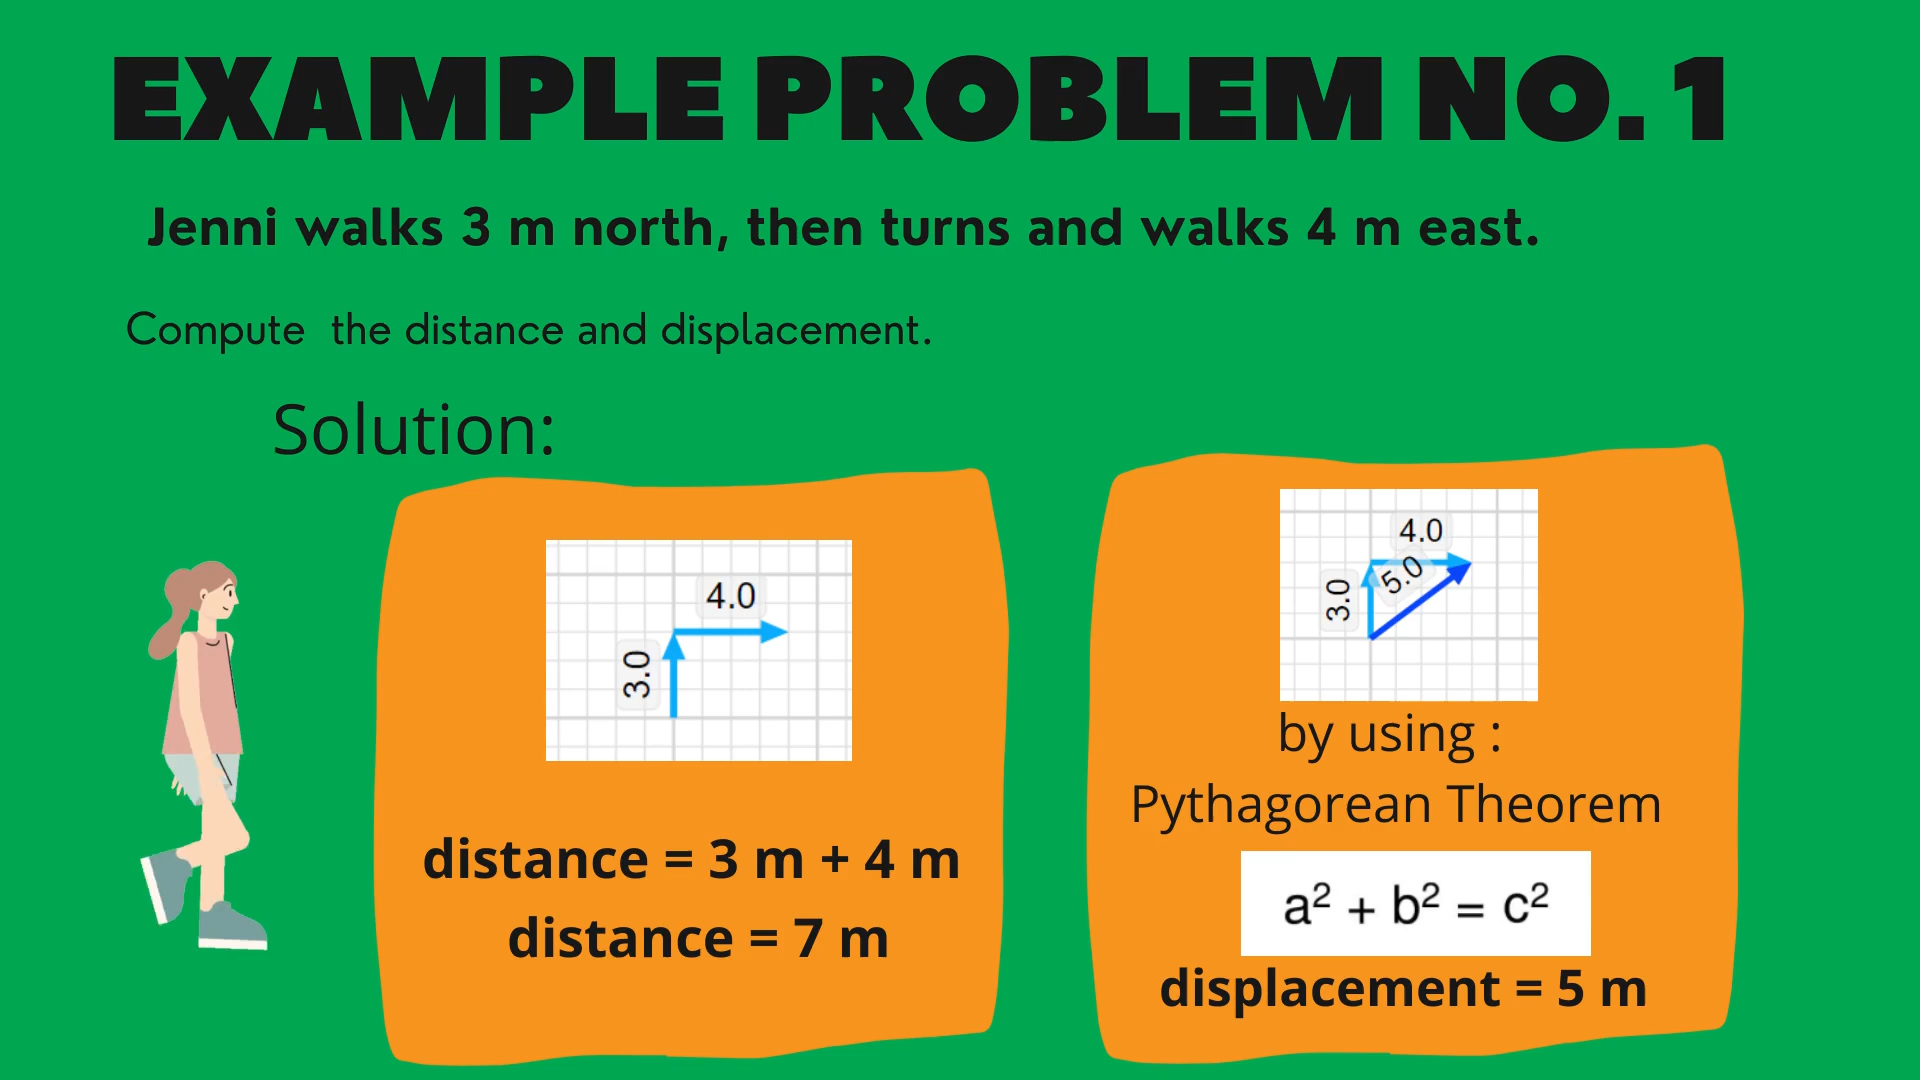 EXAMPLE PROBLEM NO. 1
Jenni walks 3 m north, then turns and walks 4 m east.
Compute the distance and displacement.
Solution:
4.0
3.0
distance = 3 m + 4 m
distance = 7 m
4.0
5.0
3.0
by using :
Pythagorean Theorem
a² + b² = c²
displacement = 5 m